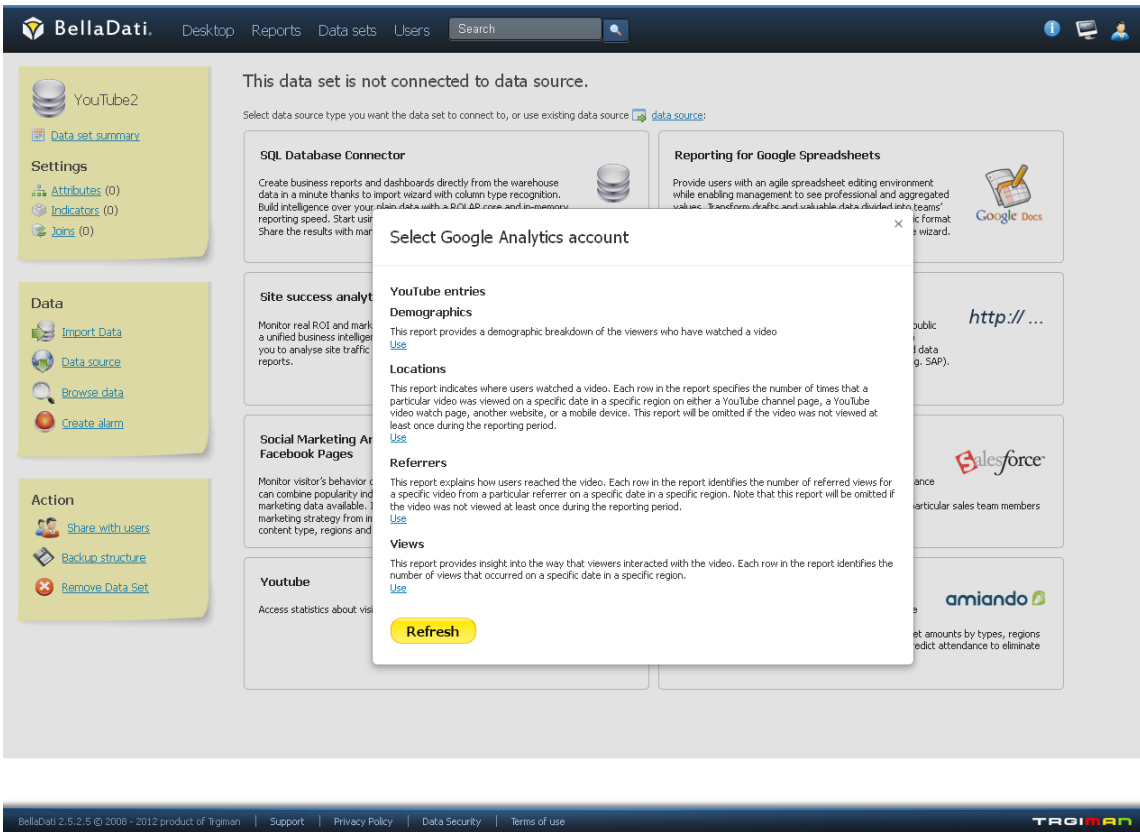 BellaDati.
Desktop Reports Data sets Users Search
YouTube2
Data set summary
Settings
Attributes (0)
Indicators (0)
Joins (0)
Data
Import Data
Data source
Browse data
Create alarm
Action
Share with users
Backup structure
Remove Data Set
This data set is not connected to data source.
Select data source type you want the data set to connect to, or use existing data source data source:
SQL Database Connector
Create business reports and dashboards directly from the warehouse
data in a minute thanks to import wizard with column type recognition.
Build intelligence over your plain data with a ROLAP core and in-memory
reporting speed. Start
Share the results with
Reporting for Google Spreadsheets
Provide users with an agile spreadsheet editing environment
while enabling management to see professional and aggregated
values. Transform drafts and valuable data divided into teams'
format
wizard.
Google Docs
Site success
Monitor real ROI and
a unified business
you to analyse site traffic
reports.
public
data
SAP).
http:// ...
Social Marketing
Facebook Pages
Monitor visitor's behavior
can combine popularity
marketing data available.
marketing strategy from
content type, regions and
salesforce
sales team members
Youtube
Access statistics about
amiando
amounts by types, regions
attendance to eliminate
Select Google Analytics account
×
YouTube entries
Demographics
This report provides a demographic breakdown of the viewers who have watched a video
Use
Locations
This report indicates where users watched a video. Each row in the report specifies the number of times that a
particular video was viewed on a specific date in a specific region on either a YouTube channel page, a YouTube
video watch page, another website, or a mobile device. This report will be omitted if the video was not viewed at
least once during the reporting period.
Use
Referrers
This report explains how users reached the video. Each row in the report identifies the number of referred views for
a specific video from a particular referrer on a specific date in a specific region. Note that this report will be omitted if
the video was not viewed at least once during the reporting period.
Use
Views
This report provides insight into the way that viewers interacted with the video. Each row in the report identifies the
number of views that occurred on a specific date in a specific region.
Use
Refresh
BellaDati 2.5.2.5 © 2008 - 2012 product of Trgiman | Support | Privacy Policy | Data Security | Terms of use
TRGIMAN